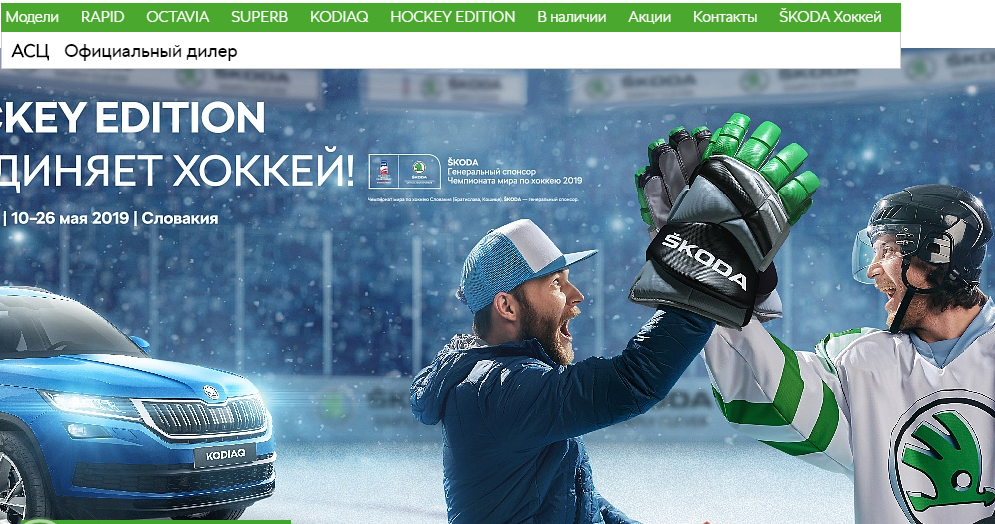 Модели RAPID OCTAVIA SUPERB KODIAQ HOCKEY EDITION В наличии Акции Контакты ŠKODA Хоккей
АСЦ Официальный дилер
CKEY EDITION
ДИНЯЕТ ХОККЕЙ!
ŠKODA
Генеральный спонсор
Чемпионата мира по хоккею 2019
Чемпионат мира по хоккею Словакия (Братислава, Кошице). ŠKODA — генеральный спонсор.
| 10–26 мая 2019 | Словакия
ŠKODA
KODIAQ